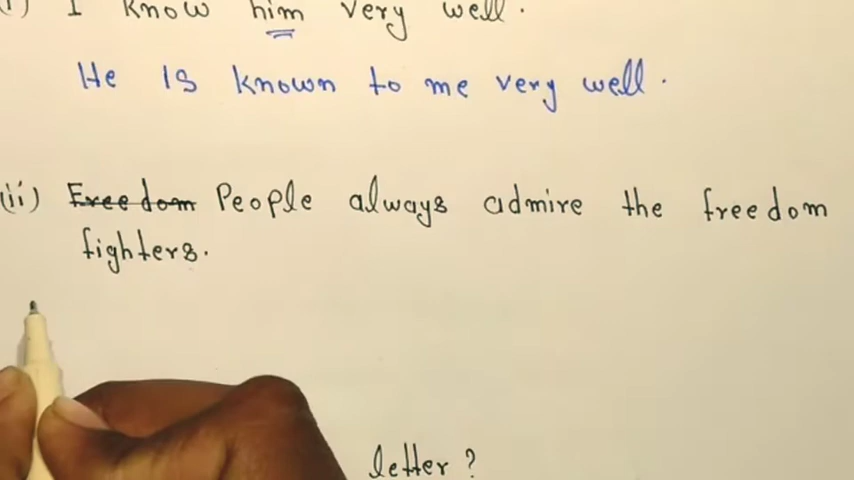 I know him very well.
He is known to me very well.
(ii) Freedom People always admire the freedom
fighters.
letter?